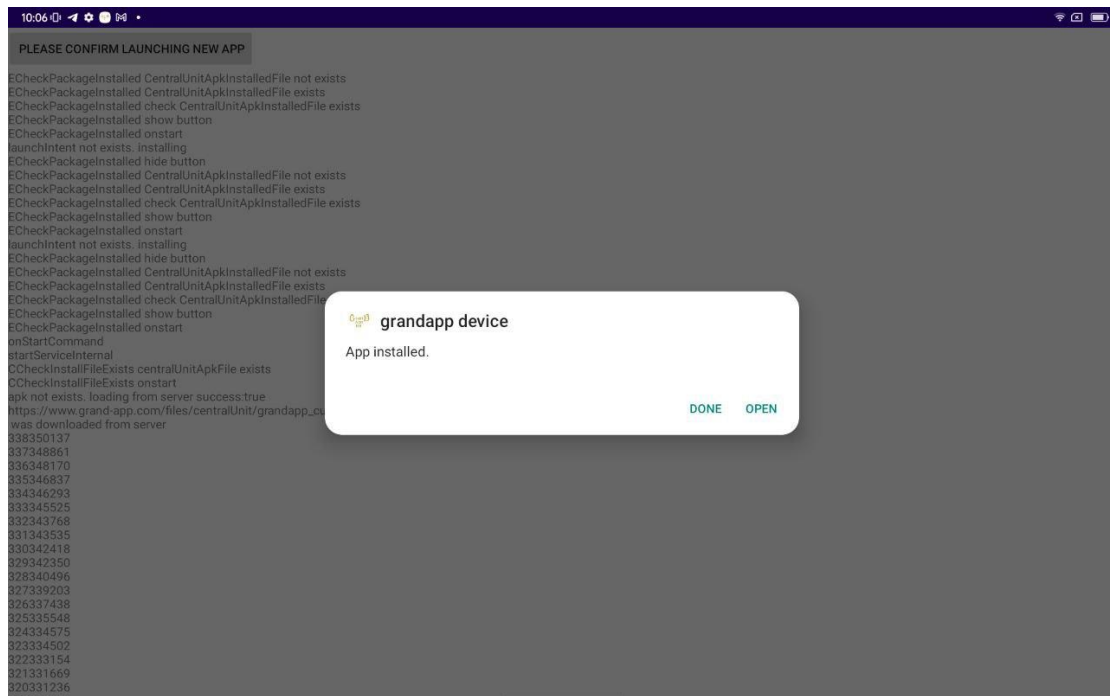 10:06
PLEASE CONFIRM LAUNCHING NEW APP
ECheckPackageInstalled CentralUnitApkInstalledFile not exists
ECheckPackageInstalled CentralUnitApkInstalledFile exists
ECheckPackageInstalled check CentralUnitApkInstalledFile exists
ECheckPackageInstalled show button
ECheckPackageInstalled onstart
launchIntent not exists. installing
ECheckPackageInstalled hide button
ECheckPackageInstalled CentralUnitApkInstalledFile not exists
ECheckPackageInstalled CentralUnitApkInstalledFile exists
ECheckPackageInstalled check CentralUnitApkInstalledFile exists
ECheckPackageInstalled show button
ECheckPackageInstalled onstart
launchIntent not exists. installing
ECheckPackageInstalled hide button
ECheckPackageInstalled CentralUnitApkInstalledFile not exists
ECheckPackageInstalled CentralUnitApkInstalledFile exists
ECheckPackageInstalled check CentralUnitApkInstalledFile
ECheckPackageInstalled show button
ECheckPackageInstalled onstart
onStartCommand
startServiceInternal
CCheckInstallFileExists centralUnitApkFile exists
CCheckInstallFileExists onstart
apk not exists. loading from server success:true
https://www.grand-app.com/files/centralUnit/grandapp_cu
was downloaded from server
338350137
337348861
336348170
335346837
334346293
333345525
332343768
331343535
330342418
329342350
328340496
327339203
326337438
325335548
324334575
323334502
322333154
321331669
320331236
grandapp device
App installed.
DONE OPEN